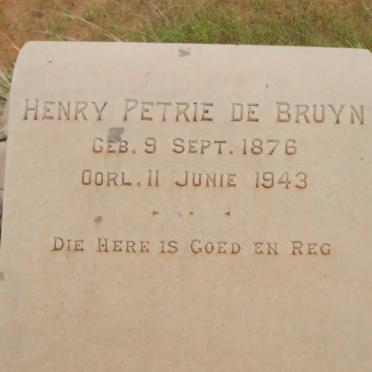 HENRY PETRIE DE BRUYN
GEB. 9 SEPT. 1876
OORL. 11 JUNIE 1943
DIE HERE IS GOED EN REG